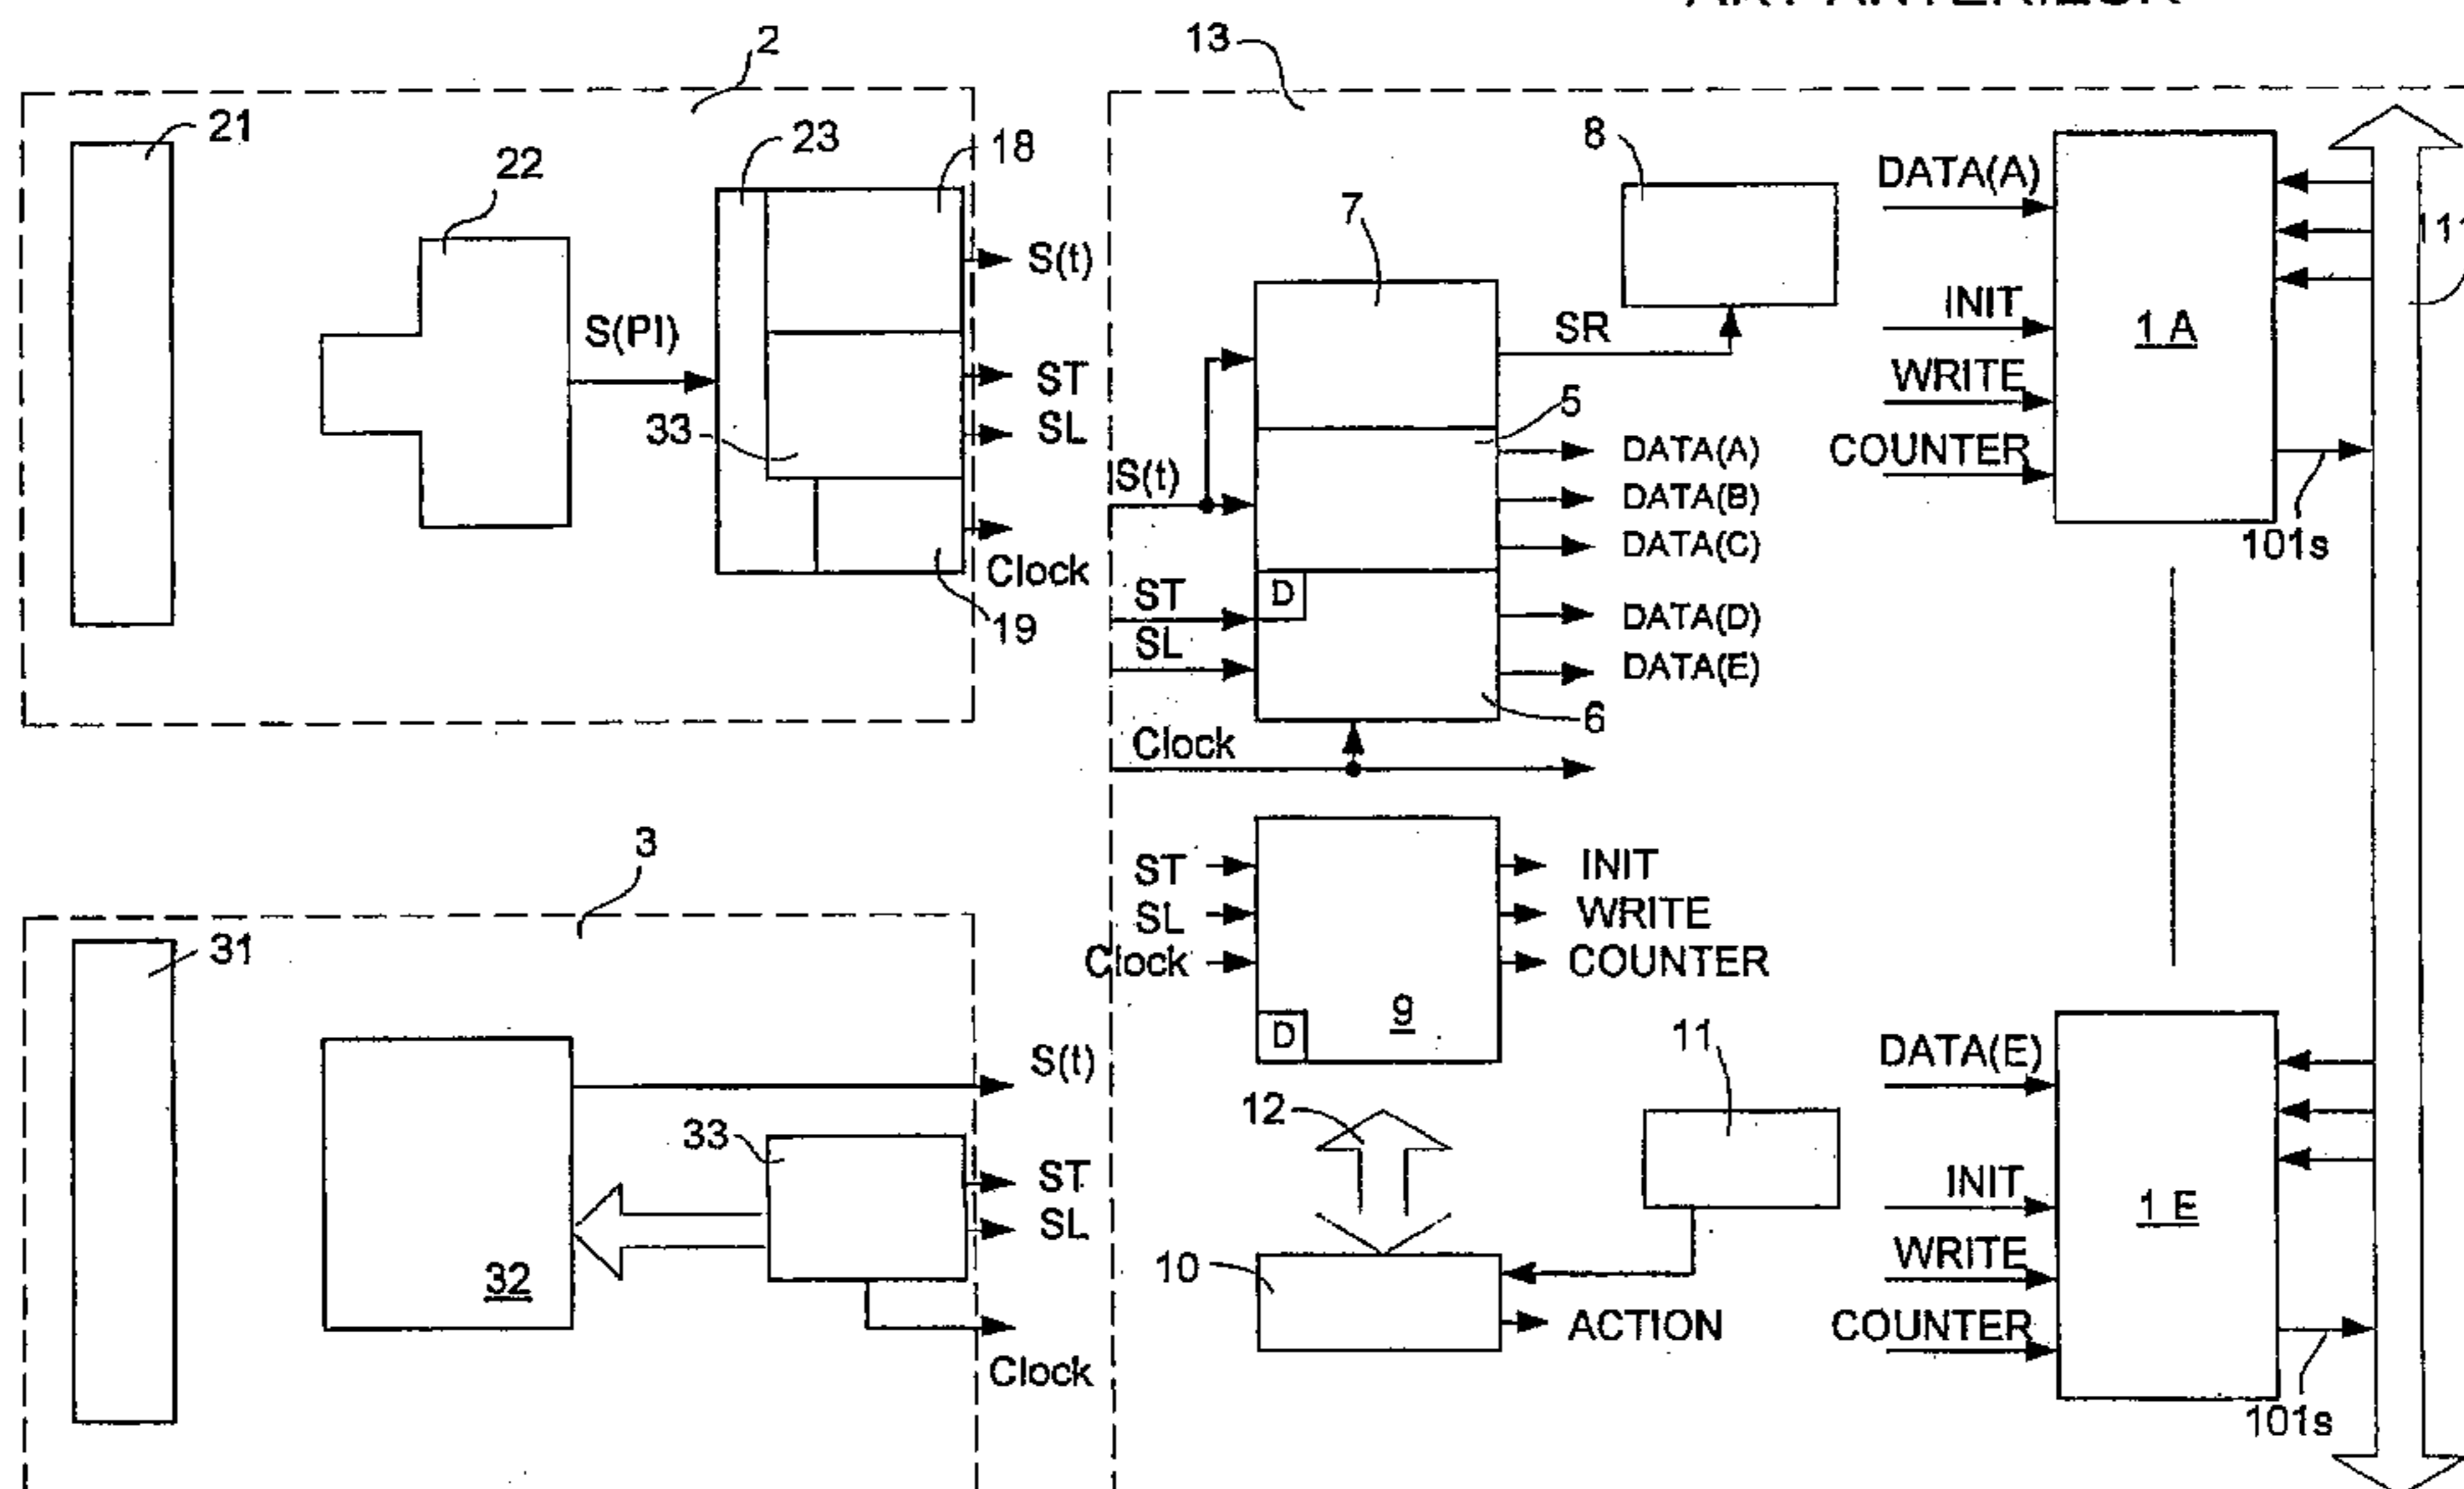 2
21
22
S(PI)
23
18
33
S(t)
ST
SL
Clock
19
13
7
8
SR
5
S(t)
DATA(A)
DATA(B)
DATA(C)
D
ST
SL
DATA(D)
DATA(E)
6
Clock
DATA(A)
INIT
WRITE
COUNTER
1 A
101s
ST
SL
Clock
D
9
INIT
WRITE
COUNTER
3
31
32
33
S(t)
ST
SL
Clock
12
10
11
ACTION
DATA(E)
INIT
WRITE
COUNTER
1 E
101s